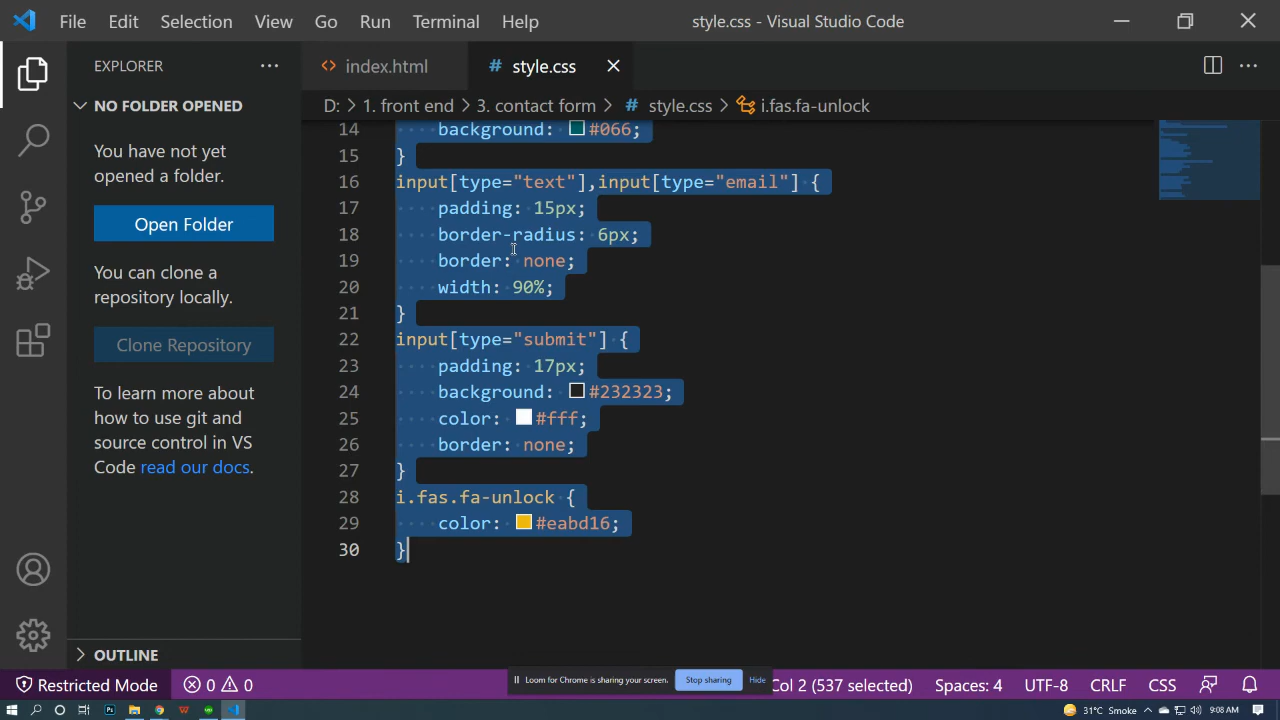 File Edit Selection View Go Run Terminal Help style.css - Visual Studio Code
EXPLORER
index.html
# style.css
NO FOLDER OPENED
D: > 1. front end > 3. contact form > # style.css > i.fas.fa-unlock
You have not yet
opened a folder.
Open Folder
You can clone a
repository locally.
Clone Repository
To learn more about
how to use git and
source control in VS
Code read our docs.
OUTLINE
14 background: #066;
15 }
16 input[type="text"],input[type="email"] {
17 padding: 15px;
18 border-radius: 6px;
19 border: none;
20 width: 90%;
21 }
22 input[type="submit"] {
23 padding: 17px;
24 background: #232323;
25 color: #fff;
26 border: none;
27 }
28 i.fas.fa-unlock {
29 color: #eabd16;
30 }
Restricted Mode 0 0
Loom for Chrome is sharing your screen. Stop sharing Hide
Col 2 (537 selected) Spaces: 4 UTF-8 CRLF CSS
31°C Smoke 9:08 AM